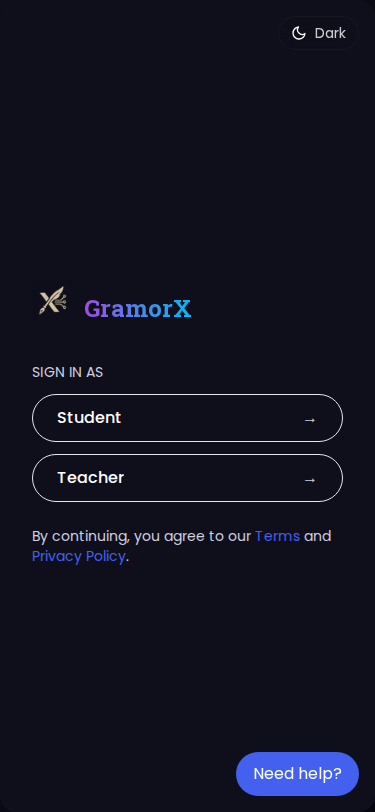 Dark
GramorX
SIGN IN AS
Student →
Teacher →
By continuing, you agree to our Terms and
Privacy Policy.
Need help?